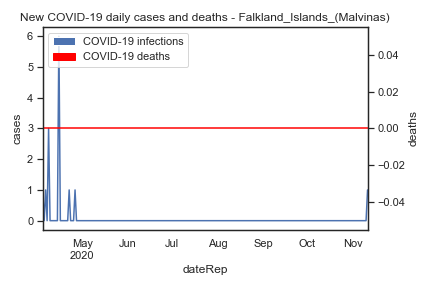 New COVID-19 daily cases and deaths - Falkland_Islands_(Malvinas)
COVID-19 infections
COVID-19 deaths
6
5
4
3
2
1
0
cases
0.04
0.02
0.00
−0.02
−0.04
deaths
May Jun Jul Aug Sep Oct Nov
2020
dateRep